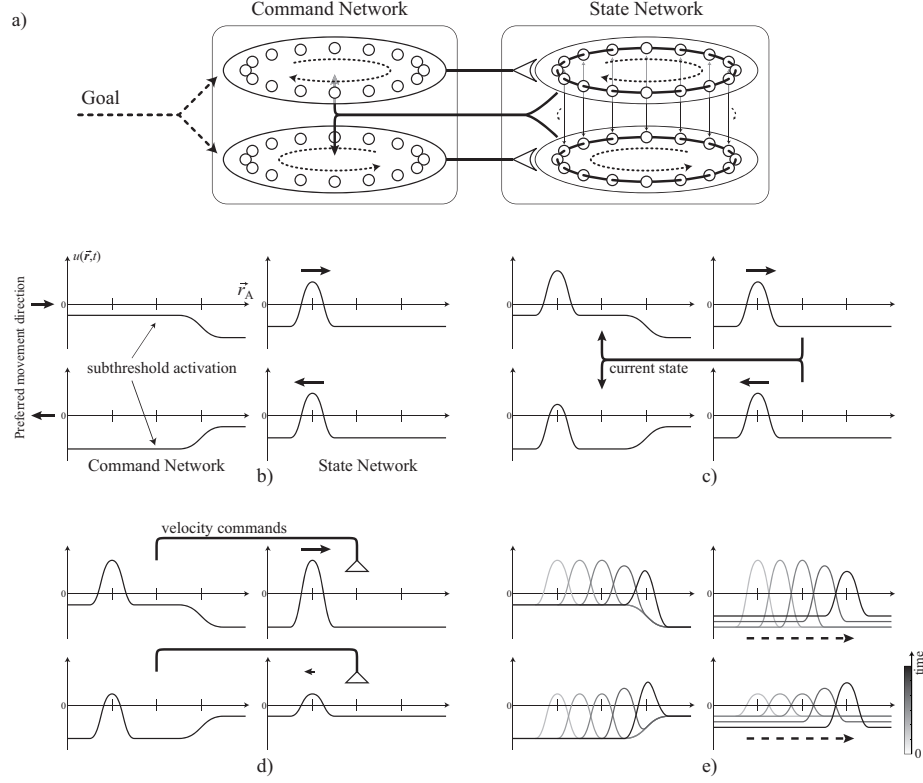 a)
Command Network
State Network
Goal
u(r⃗,t)
r⃗A
0
0
0
0
Preferred movement direction
subthreshold activation
current state
0
0
0
0
Command Network
State Network
b)
c)
velocity commands
0
0
0
0
0
0
0
0
time
0
d)
e)